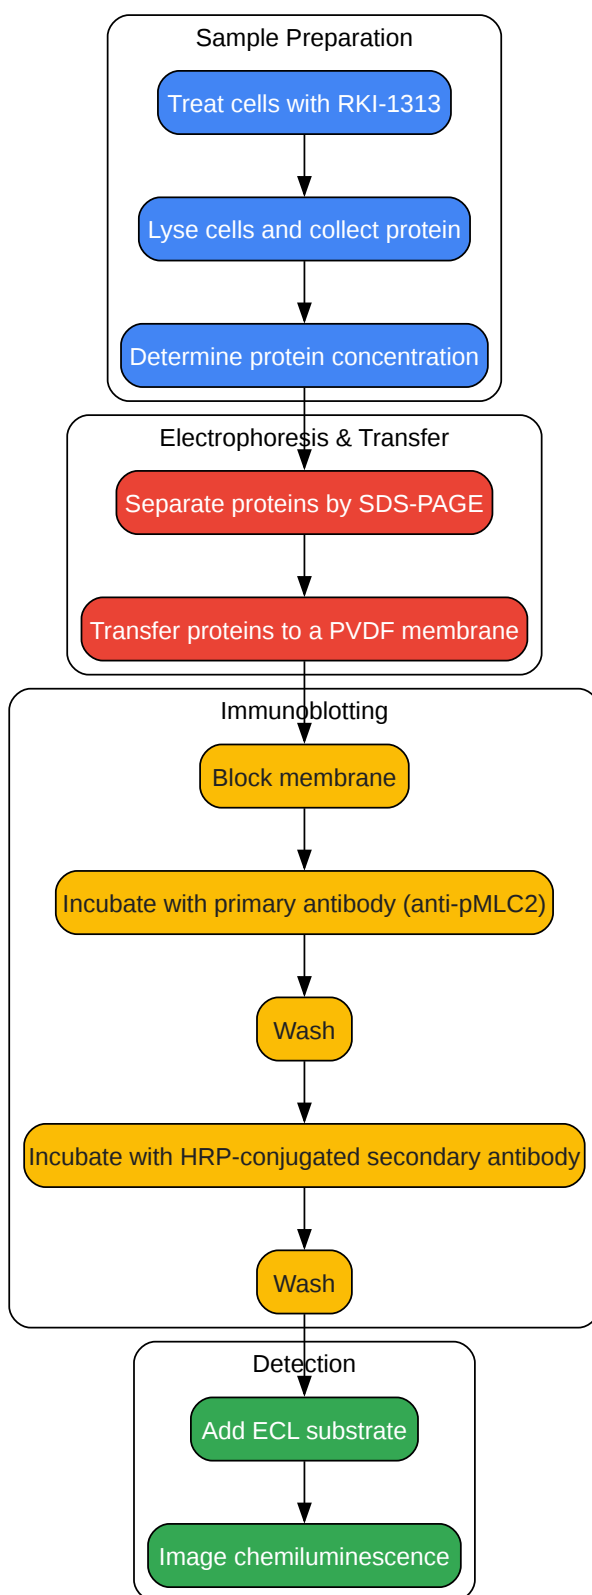 Sample Preparation
Treat cells with RKI-1313
Lyse cells and collect protein
Determine protein concentration
Electrophoresis & Transfer
Separate proteins by SDS-PAGE
Transfer proteins to a PVDF membrane
Immunoblotting
Block membrane
Incubate with primary antibody (anti-pMLC2)
Wash
Incubate with HRP-conjugated secondary antibody
Wash
Detection
Add ECL substrate
Image chemiluminescence